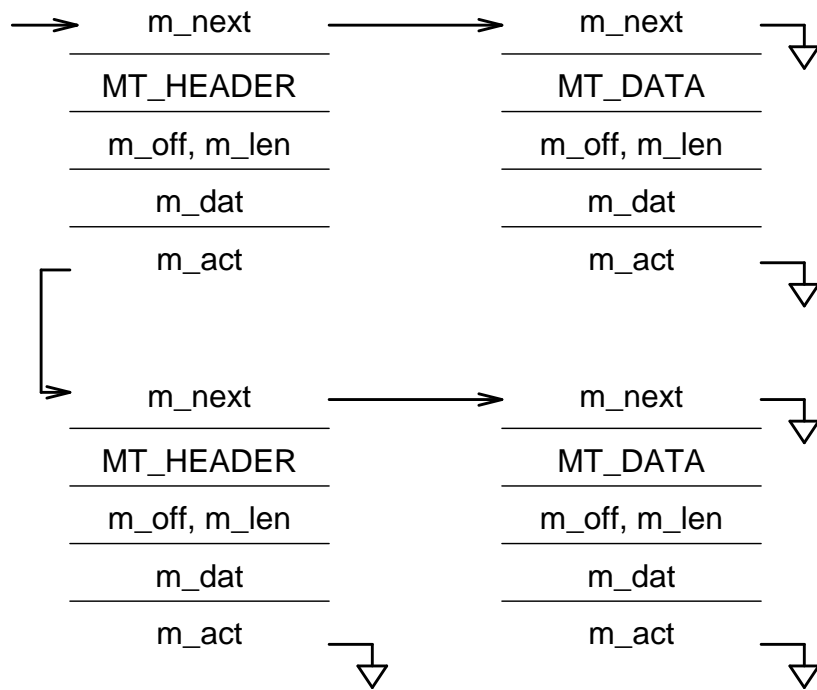 m_next m_next
MT_HEADER MT_DATA
m_off, m_len m_off, m_len
m_dat m_dat
m_act m_act
m_next m_next
MT_HEADER MT_DATA
m_off, m_len m_off, m_len
m_dat m_dat
m_act m_act